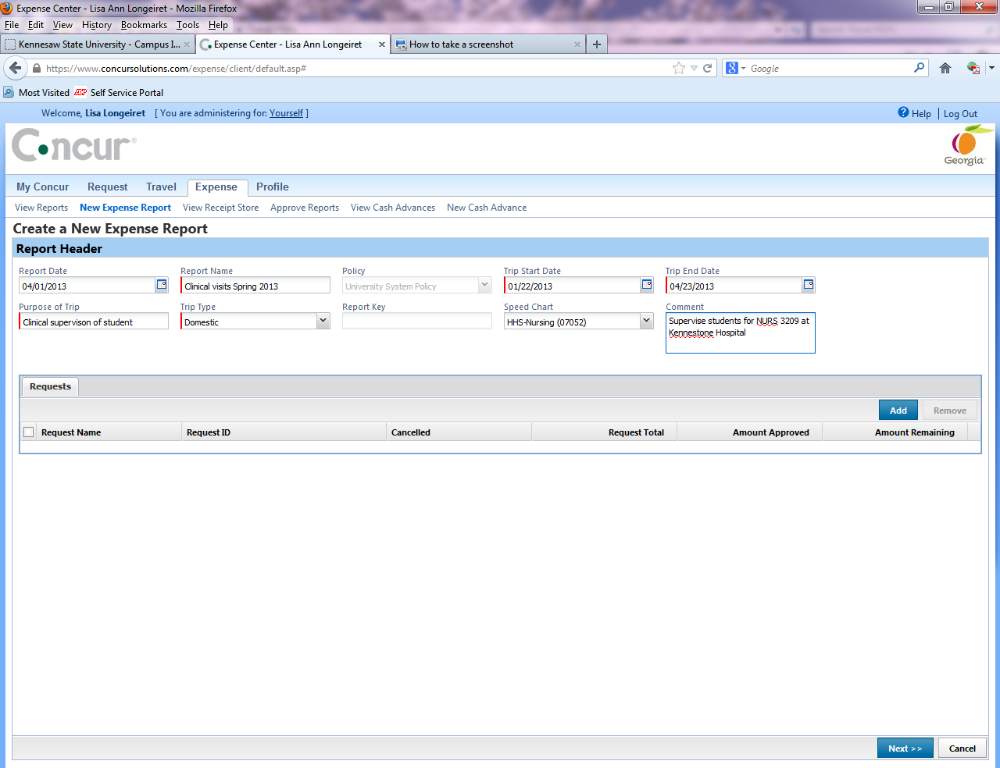 Expense Center - Lisa Ann Longeiret - Mozilla Firefox
File Edit View History Bookmarks Tools Help
Kennesaw State University - Campus I... Expense Center - Lisa Ann Longeiret How to take a screenshot
https://www.concursolutions.com/expense/client/default.asp# Google
Most Visited ADP Self Service Portal
Welcome, Lisa Longeiret [ You are administering for: Yourself ] Help | Log Out
Concur® Georgia
My Concur Request Travel Expense Profile
View Reports New Expense Report View Receipt Store Approve Reports View Cash Advances New Cash Advance
Create a New Expense Report
Report Header
Report Date Report Name Policy Trip Start Date Trip End Date
04/01/2013 Clinical visits Spring 2013 University System Policy 01/22/2013 04/23/2013
Purpose of Trip Trip Type Report Key Speed Chart Comment
Clinical supervison of student Domestic HHS-Nursing (07052) Supervise students for NURS 3209 at
Kennestone Hospital
Requests
Add Remove
Request Name Request ID Cancelled Request Total Amount Approved Amount Remaining
Next >> Cancel